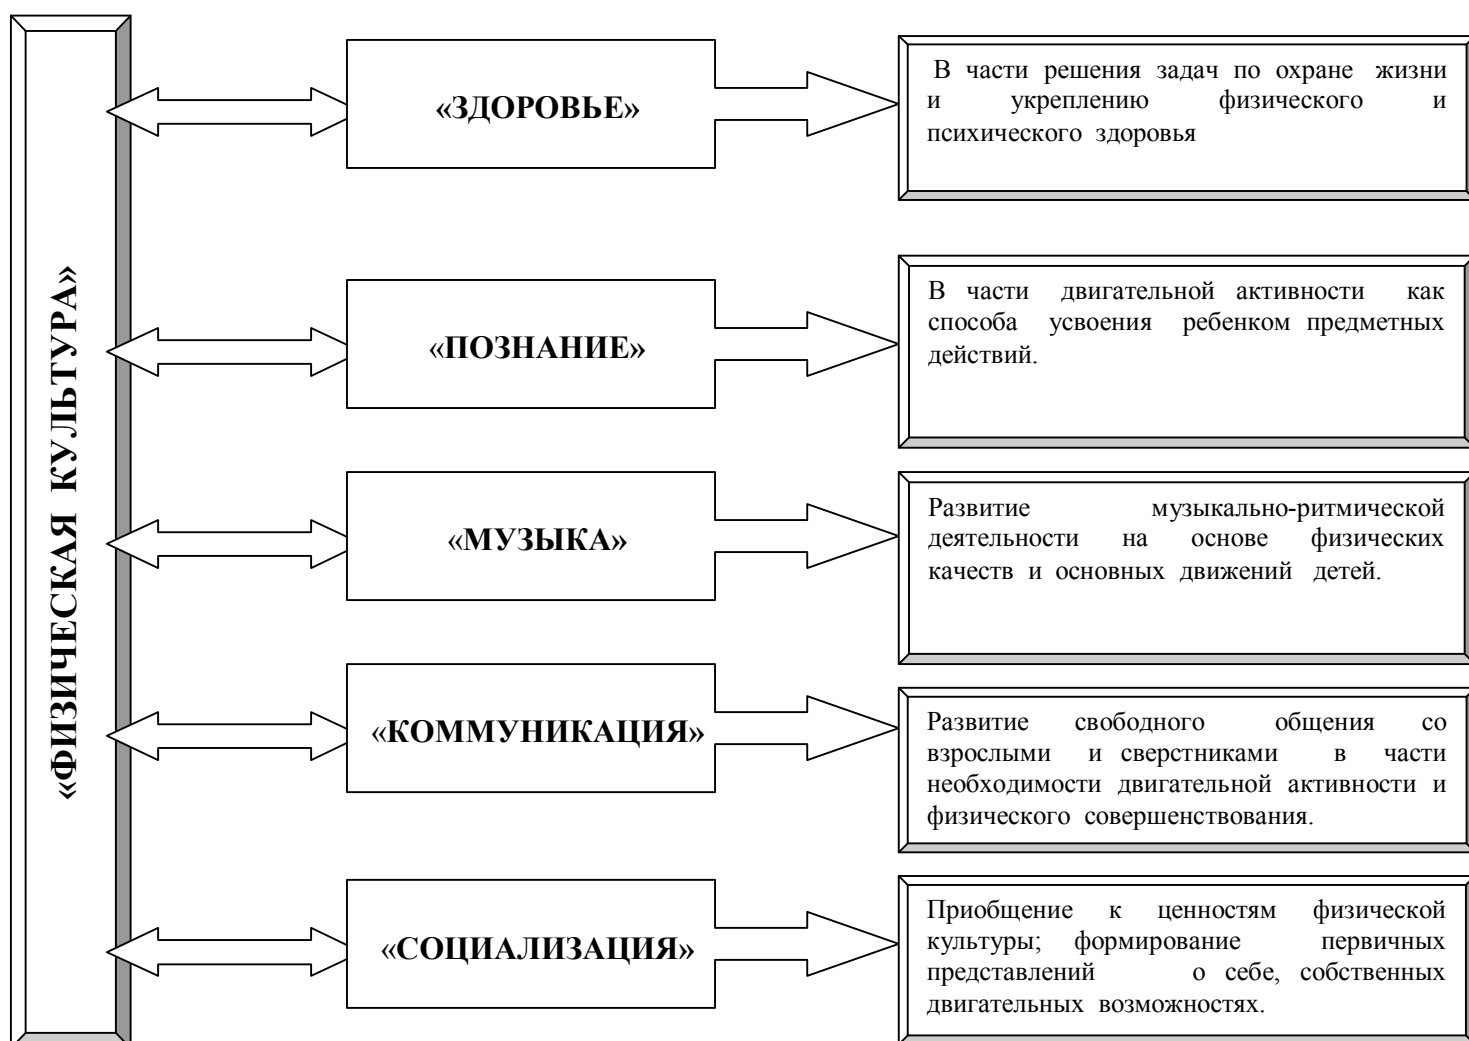 «ФИЗИЧЕСКАЯ КУЛЬТУРА»
«ЗДОРОВЬЕ»
В части решения задач по охране жизни
и укреплению физического и
психического здоровья
«ПОЗНАНИЕ»
В части двигательной активности как
способа усвоения ребенком предметных
действий.
«МУЗЫКА»
Развитие музыкально-ритмической
деятельности на основе физических
качеств и основных движений детей.
«КОММУНИКАЦИЯ»
Развитие свободного общения со
взрослыми и сверстниками в части
необходимости двигательной активности и
физического совершенствования.
«СОЦИАЛИЗАЦИЯ»
Приобщение к ценностям физической
культуры; формирование первичных
представлений о себе, собственных
двигательных возможностях.